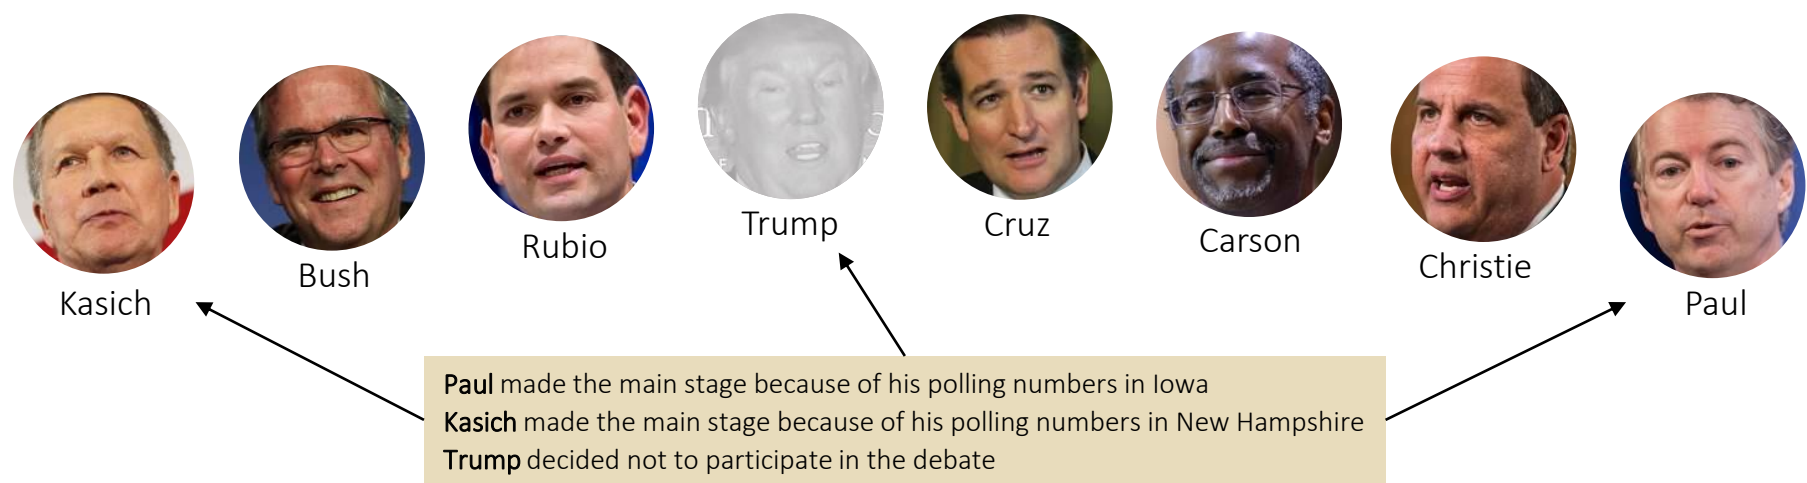 Kasich
Bush
Rubio
Trump
Cruz
Carson
Christie
Paul
Paul made the main stage because of his polling numbers in Iowa
Kasich made the main stage because of his polling numbers in New Hampshire
Trump decided not to participate in the debate